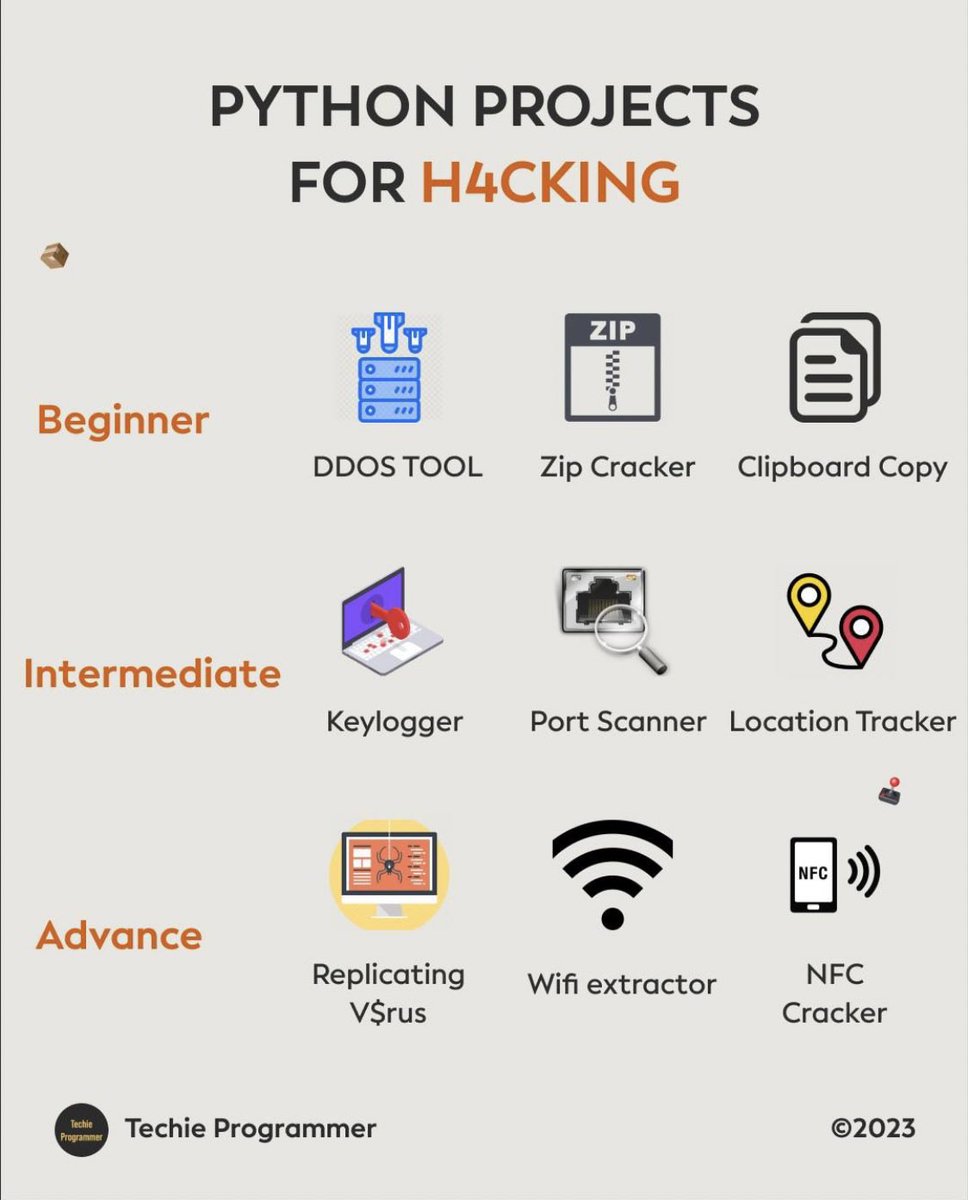 PYTHON PROJECTS
FOR H4CKING
ZIP
Beginner
DDOS TOOL
Zip Cracker
Clipboard Copy
Intermediate
Keylogger
Port Scanner
Location Tracker
NFC
Advance
Replicating
V$rus
Wifi extractor
NFC
Cracker
Techie
Programmer
Techie Programmer
©2023